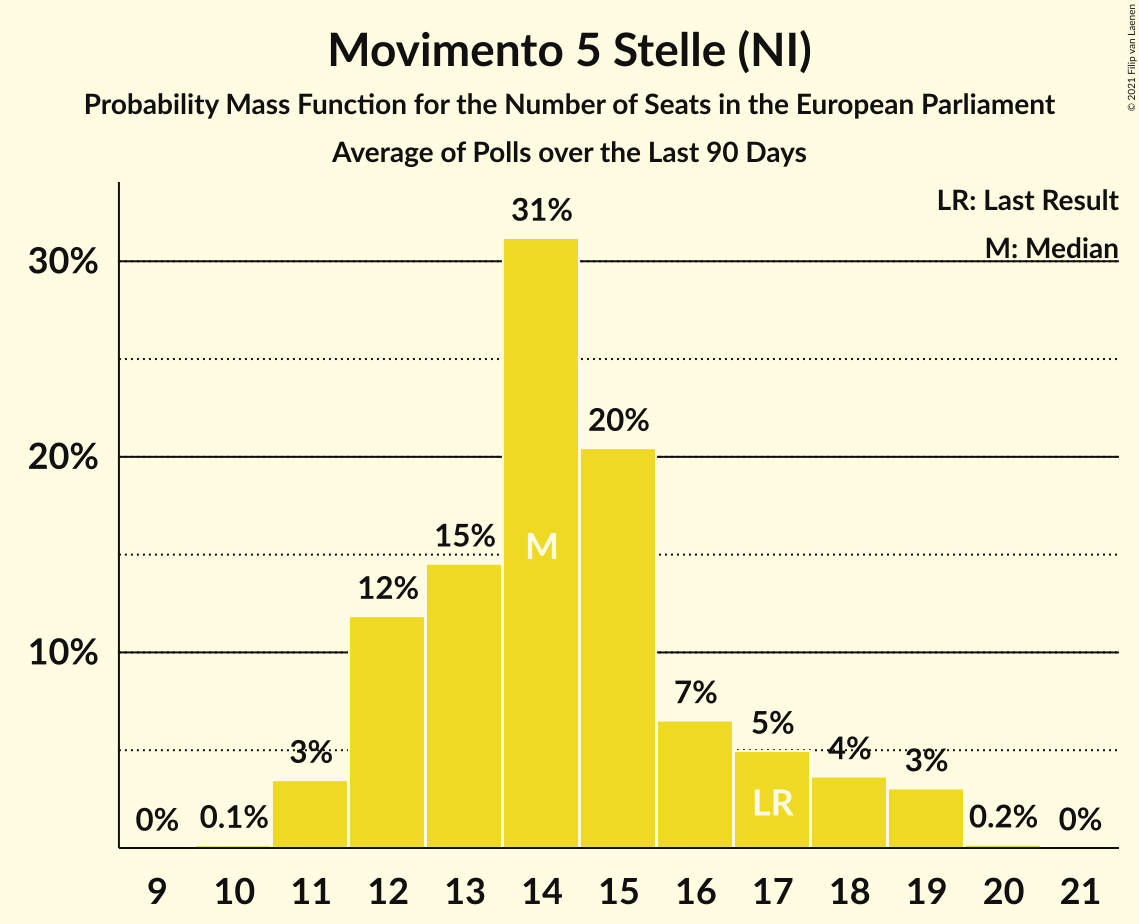 Movimento 5 Stelle (NI)
Probability Mass Function for the Number of Seats in the European Parliament
Average of Polls over the Last 90 Days
© 2021 Filip van Laenen
LR: Last Result
M: Median
30%
20%
10%
0%
0.1%
3%
12%
15%
31%
20%
7%
5%
4%
3%
0.2%
0%
M
LR
9 10 11 12 13 14 15 16 17 18 19 20 21